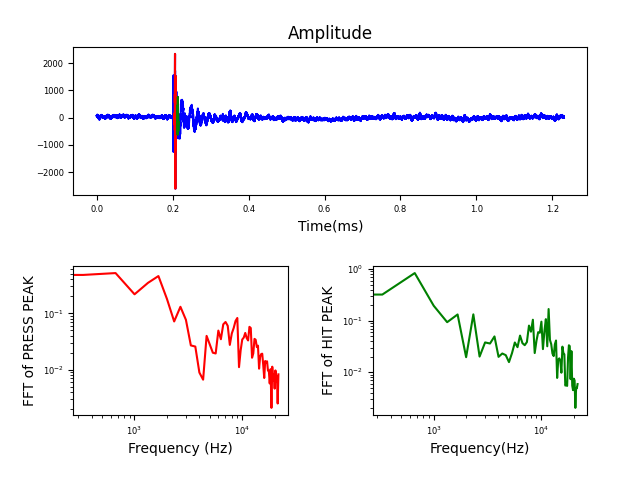 Amplitude
2000
1000
0
−1000
−2000
0.0 0.2 0.4 0.6 0.8 1.0 1.2
Time(ms)
FFT of PRESS PEAK
10⁻¹
10⁻²
10³ 10⁴
Frequency (Hz)
FFT of HIT PEAK
10⁰
10⁻¹
10⁻²
10³ 10⁴
Frequency(Hz)